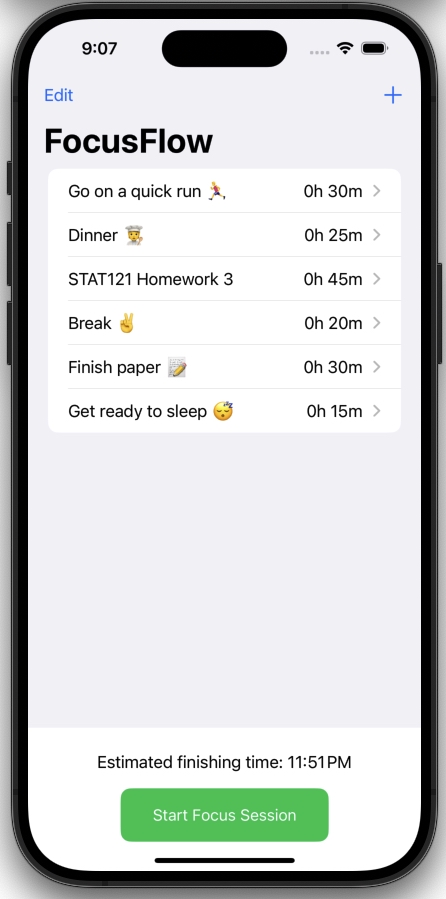 9:07
Edit +
FocusFlow
Go on a quick run 🏃 0h 30m
Dinner 👨‍🍳 0h 25m
STAT121 Homework 3 0h 45m
Break ✌️ 0h 20m
Finish paper 📝 0h 30m
Get ready to sleep 😴 0h 15m
Estimated finishing time: 11:51 PM
Start Focus Session